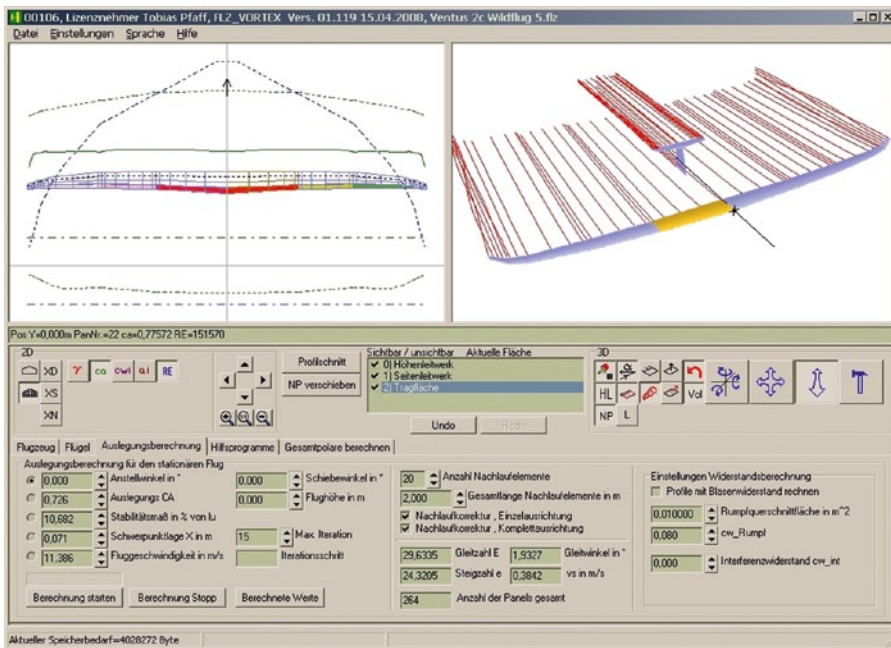 00106, Lizenznehmer Tobias Pfaff, FLZ_VORTEX Vers. 01.119 15.04.2008, Ventus 2c Wildflug 5.flz
Datei Einstellungen Sprache Hilfe
Pos Y=0,000m PanNr.=22 ca=0,77572 RE=151570
2D
XD
XS
XN
γ
ca
cwi
ai
RE
Profilschnitt
NP verschieben
Sichtbar / unsichtbar Aktuelle Fläche
0| Höhenleitwerk
1| Seitenleitwerk
2| Tragfläche
Undo
Redo
3D
HL
Vol
NP
L
Flugzeug Flügel Auslegungsberechnung Hilfsprogramme Gesamtpolare berechnen
Auslegungsberechnung für den stationären Flug
0,000 Anstellwinkel in °
0,726 Auslegungs CA
10,682 Stabilitätsmaß in % von lu
0,071 Schwerpunktlage X in m
11,386 Fluggeschwindigkeit in m/s
0,000 Schiebewinkel in °
0,000 Flughöhe in m
15 Max. Iteration
Iterationsschritt
Berechnung starten
Berechnung Stopp
Berechnete Werte
20 Anzahl Nachlaufelemente
2,000 Gesamtlänge Nachlaufelemente in m
Nachlaufkorrektur , Einzelausrichtung
Nachlaufkorrektur , Komplettausrichtung
29,6335 Gleitzahl E 1,9327 Gleitwinkel in °
24,3205 Steigzahl e 0,3842 vs in m/s
264 Anzahl der Panels gesamt
Einstellungen Widerstandsberechnung
Profile mit Blasenwiderstand rechnen
0,010000 Rumpfquerschnittfläche in m^2
0,080 cw_Rumpf
0,000 Interferenzwiderstand cw_int
Aktueller Speicherbedarf=4028272 Byte